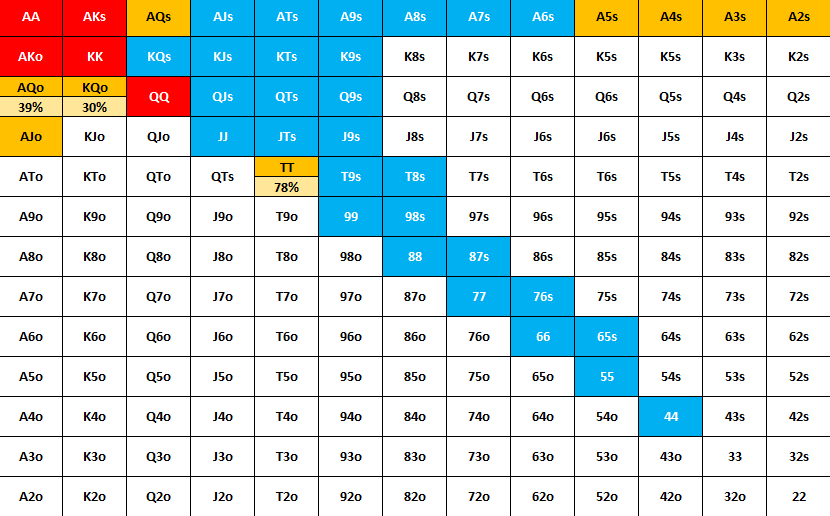 AA AKs AQs AJs ATs A9s A8s A7s A6s A5s A4s A3s A2s
AKo KK KQs KJs KTs K9s K8s K7s K6s K5s K5s K3s K2s
AQo KQo QQ QJs QTs Q9s Q8s Q7s Q6s Q6s Q5s Q4s Q2s
39% 30%
AJo KJo QJo JJ JTs J9s J8s J7s J6s J6s J5s J4s J2s
ATo KTo QTo QTs TT T9s T8s T7s T6s T6s T5s T4s T2s
78%
A9o K9o Q9o J9o T9o 99 98s 97s 96s 95s 94s 93s 92s
A8o K8o Q8o J8o T8o 98o 88 87s 86s 85s 84s 83s 82s
A7o K7o Q7o J7o T7o 97o 87o 77 76s 75s 74s 73s 72s
A6o K6o Q6o J6o T6o 96o 86o 76o 66 65s 64s 63s 62s
A5o K5o Q5o J5o T5o 95o 85o 75o 65o 55 54s 53s 52s
A4o K4o Q4o J4o T4o 94o 84o 74o 64o 54o 44 43s 42s
A3o K3o Q3o J3o T3o 93o 83o 73o 63o 53o 43o 33 32s
A2o K2o Q2o J2o T2o 92o 82o 72o 62o 52o 42o 32o 22